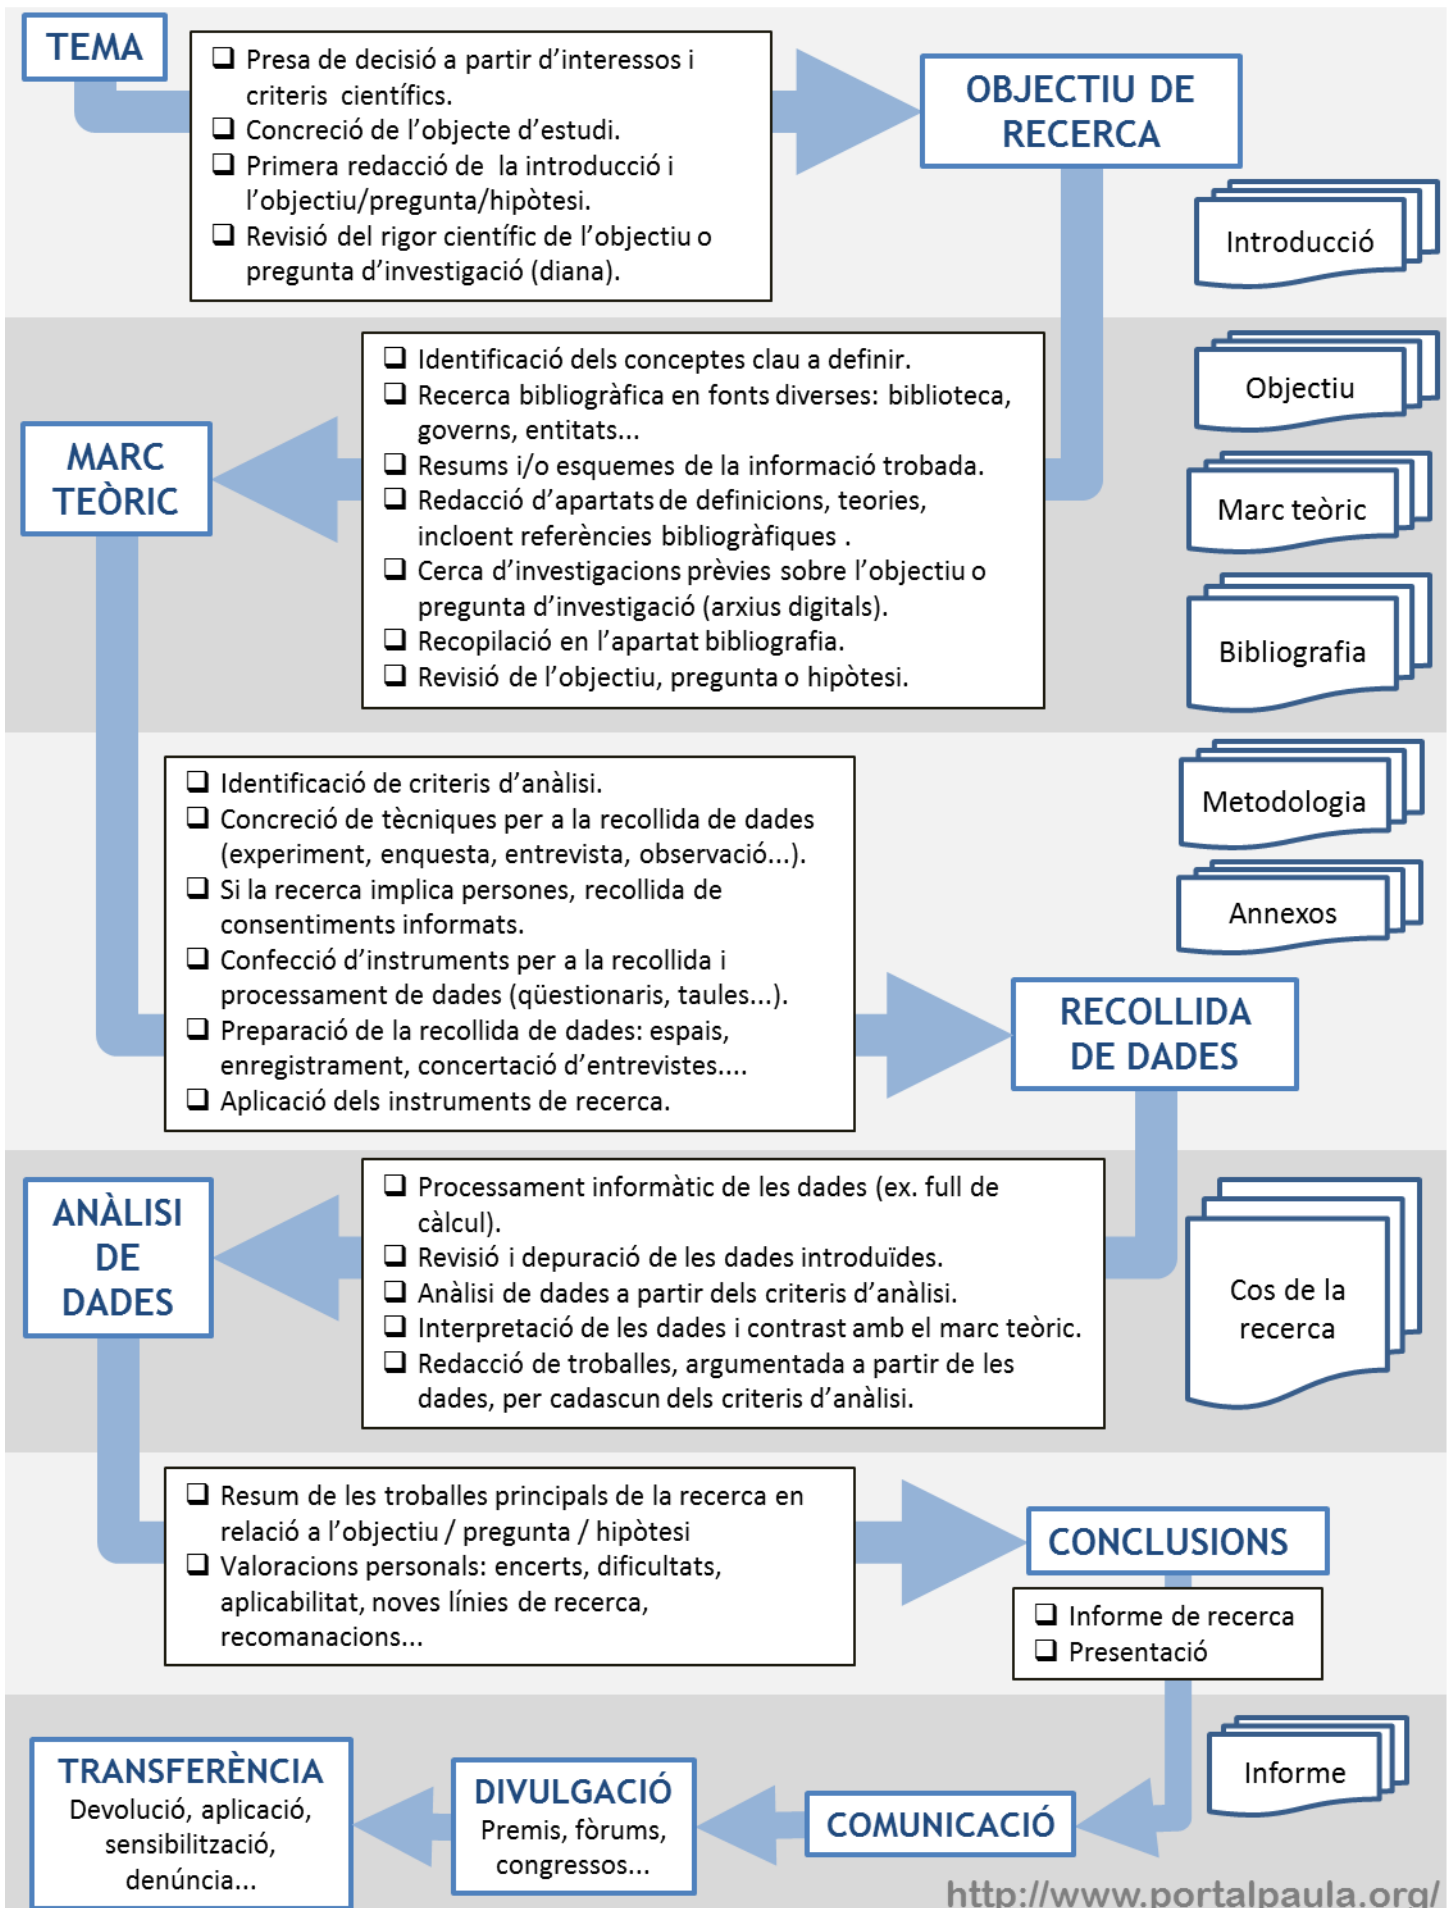 TEMA
❑ Presa de decisió a partir d’interessos i
criteris científics.
❑ Concreció de l’objecte d’estudi.
❑ Primera redacció de la introducció i
l’objectiu/pregunta/hipòtesi.
❑ Revisió del rigor científic de l’objectiu o
pregunta d’investigació (diana).
OBJECTIU DE
RECERCA
Introducció
❑ Identificació dels conceptes clau a definir.
❑ Recerca bibliogràfica en fonts diverses: biblioteca,
governs, entitats...
❑ Resums i/o esquemes de la informació trobada.
❑ Redacció d’apartats de definicions, teories,
incloent referències bibliogràfiques .
❑ Cerca d’investigacions prèvies sobre l’objectiu o
pregunta d’investigació (arxius digitals).
❑ Recopilació en l’apartat bibliografia.
❑ Revisió de l’objectiu, pregunta o hipòtesi.
MARC
TEÒRIC
Objectiu
Marc teòric
Bibliografia
❑ Identificació de criteris d’anàlisi.
❑ Concreció de tècniques per a la recollida de dades
(experiment, enquesta, entrevista, observació...).
❑ Si la recerca implica persones, recollida de
consentiments informats.
❑ Confecció d’instruments per a la recollida i
processament de dades (qüestionaris, taules...).
❑ Preparació de la recollida de dades: espais,
enregistrament, concertació d’entrevistes....
❑ Aplicació dels instruments de recerca.
Metodologia
Annexos
RECOLLIDA
DE DADES
ANÀLISI
DE
DADES
❑ Processament informàtic de les dades (ex. full de
càlcul).
❑ Revisió i depuració de les dades introduïdes.
❑ Anàlisi de dades a partir dels criteris d’anàlisi.
❑ Interpretació de les dades i contrast amb el marc teòric.
❑ Redacció de troballes, argumentada a partir de les
dades, per cadascun dels criteris d’anàlisi.
Cos de la
recerca
❑ Resum de les troballes principals de la recerca en
relació a l’objectiu / pregunta / hipòtesi
❑ Valoracions personals: encerts, dificultats,
aplicabilitat, noves línies de recerca,
recomanacions...
CONCLUSIONS
❑ Informe de recerca
❑ Presentació
Informe
COMUNICACIÓ
DIVULGACIÓ
Premis, fòrums,
congressos...
TRANSFERÈNCIA
Devolució, aplicació,
sensibilització,
denúncia...
http://www.portalpaula.org/